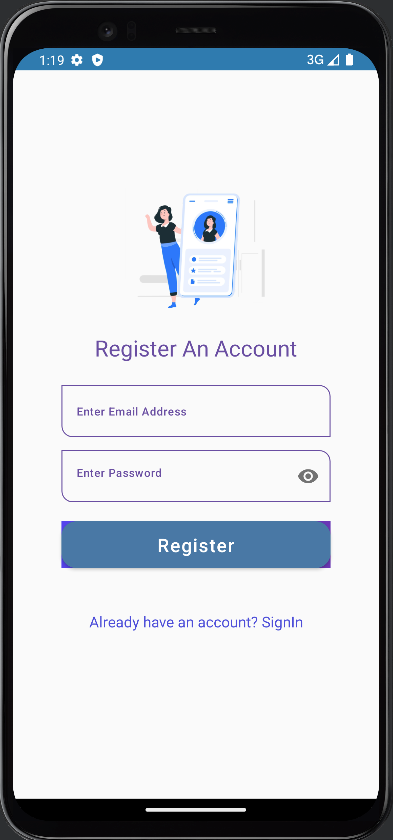 1:19 3G
Register An Account
Enter Email Address
Enter Password
Register
Already have an account? SignIn